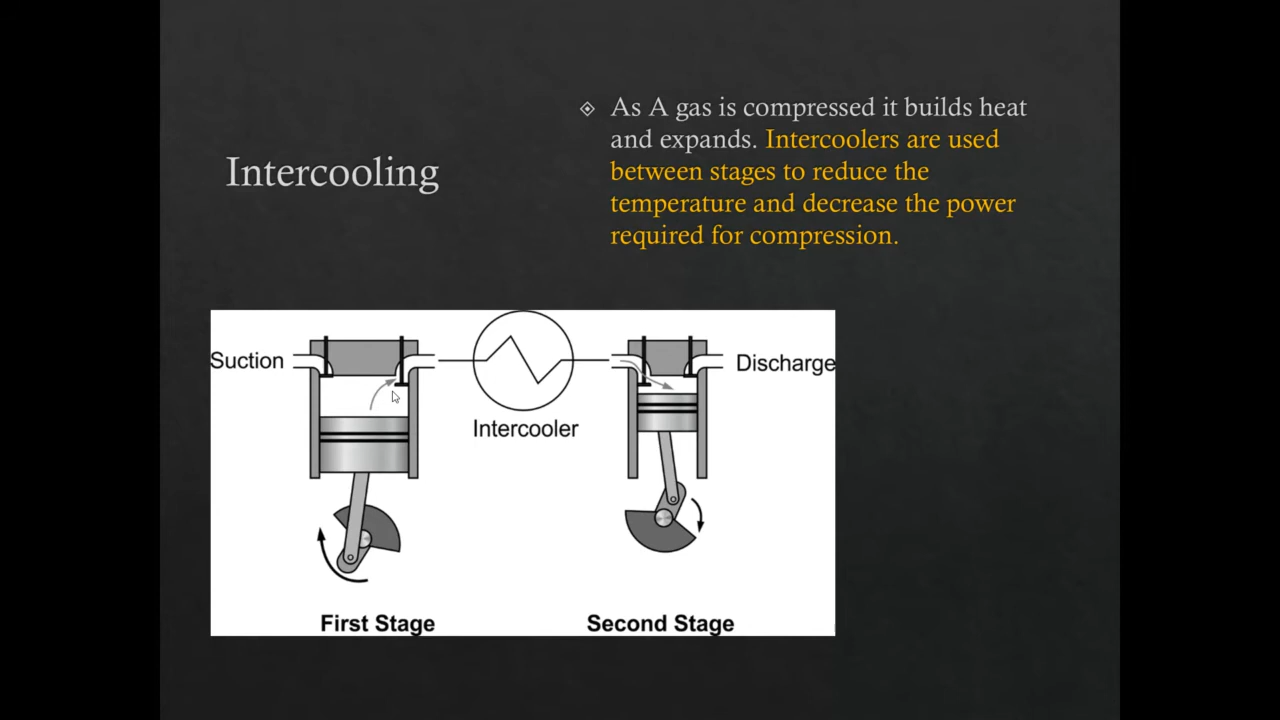 Intercooling
As A gas is compressed it builds heat
and expands. Intercoolers are used
between stages to reduce the
temperature and decrease the power
required for compression.
Suction
Intercooler
Discharge
First Stage
Second Stage